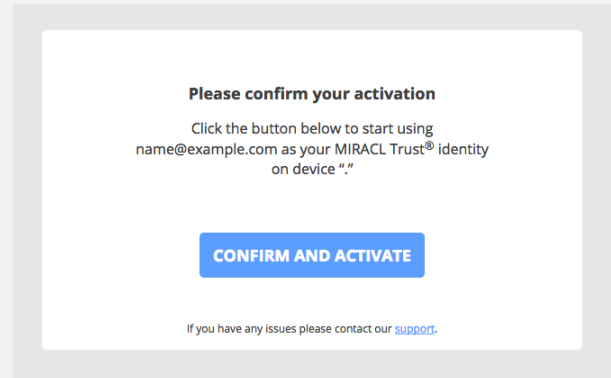 Please confirm your activation
Click the button below to start using
name@example.com as your MIRACL Trust® identity
on device “.”
CONFIRM AND ACTIVATE
If you have any issues please contact our support.